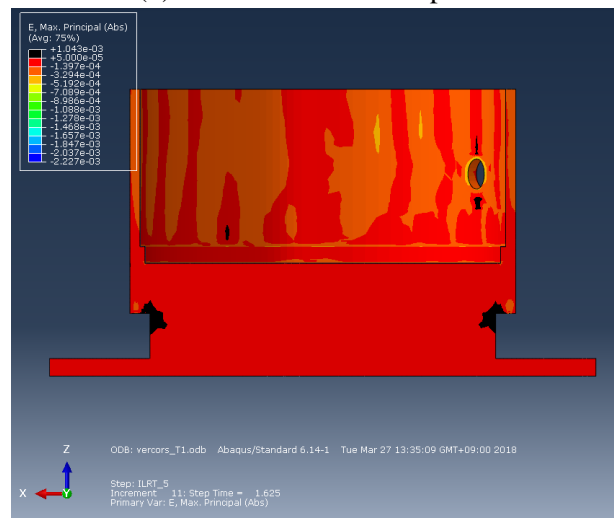 E, Max. Principal (Abs)
(Avg: 75%)
+1.043e-03
+5.000e-05
-1.397e-04
-3.294e-04
-5.192e-04
-7.089e-04
-8.986e-04
-1.088e-03
-1.278e-03
-1.468e-03
-1.657e-03
-1.847e-03
-2.037e-03
-2.227e-03
Z
X
Y
ODB: vercors_T1.odb Abaqus/Standard 6.14-1 Tue Mar 27 13:35:09 GMT+09:00 2018
Step: ILRT_5
Increment 11: Step Time = 1.625
Primary Var: E, Max. Principal (Abs)